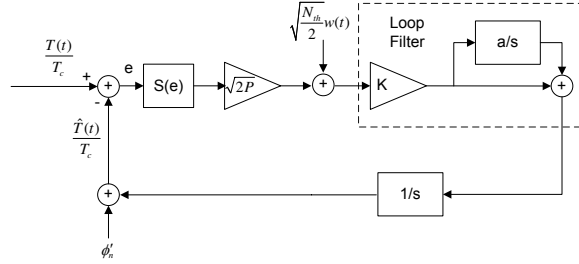 √(N_th/2) w(t)
Loop
Filter
a/s
T(t)/T_c
+
e
S(e)
√2P
+
K
+
+
-
T̂(t)/T_c
+
1/s
ϕ'_n